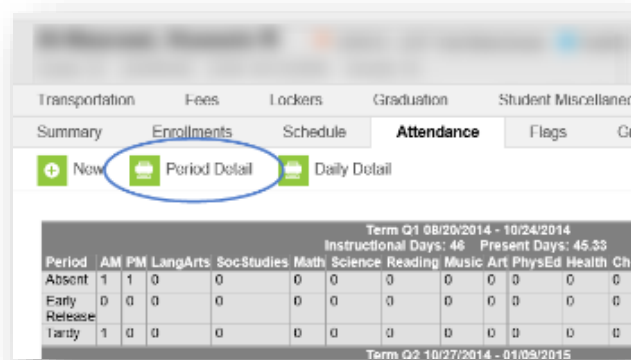 Transportation Fees Lockers Graduation Student Miscellaneo
Summary Enrollments Schedule Attendance Flags
New Period Detail Daily Detail
Term Q1 08/20/2014 - 10/24/2014
Instructional Days: 46 Present Days: 45.33
Period AM PM LangArts SocStudies Math Science Reading Music Art PhysEd Health Ch
Absent 1 1 0 0 0 0 0 0 0 0 0 0
Early 0 0 0 0 0 0 0 0 0 0 0 0
Release
Tardy 1 0 0 0 0 0 0 0 0 0 0 0
Term Q2 10/27/2014 - 01/09/2015